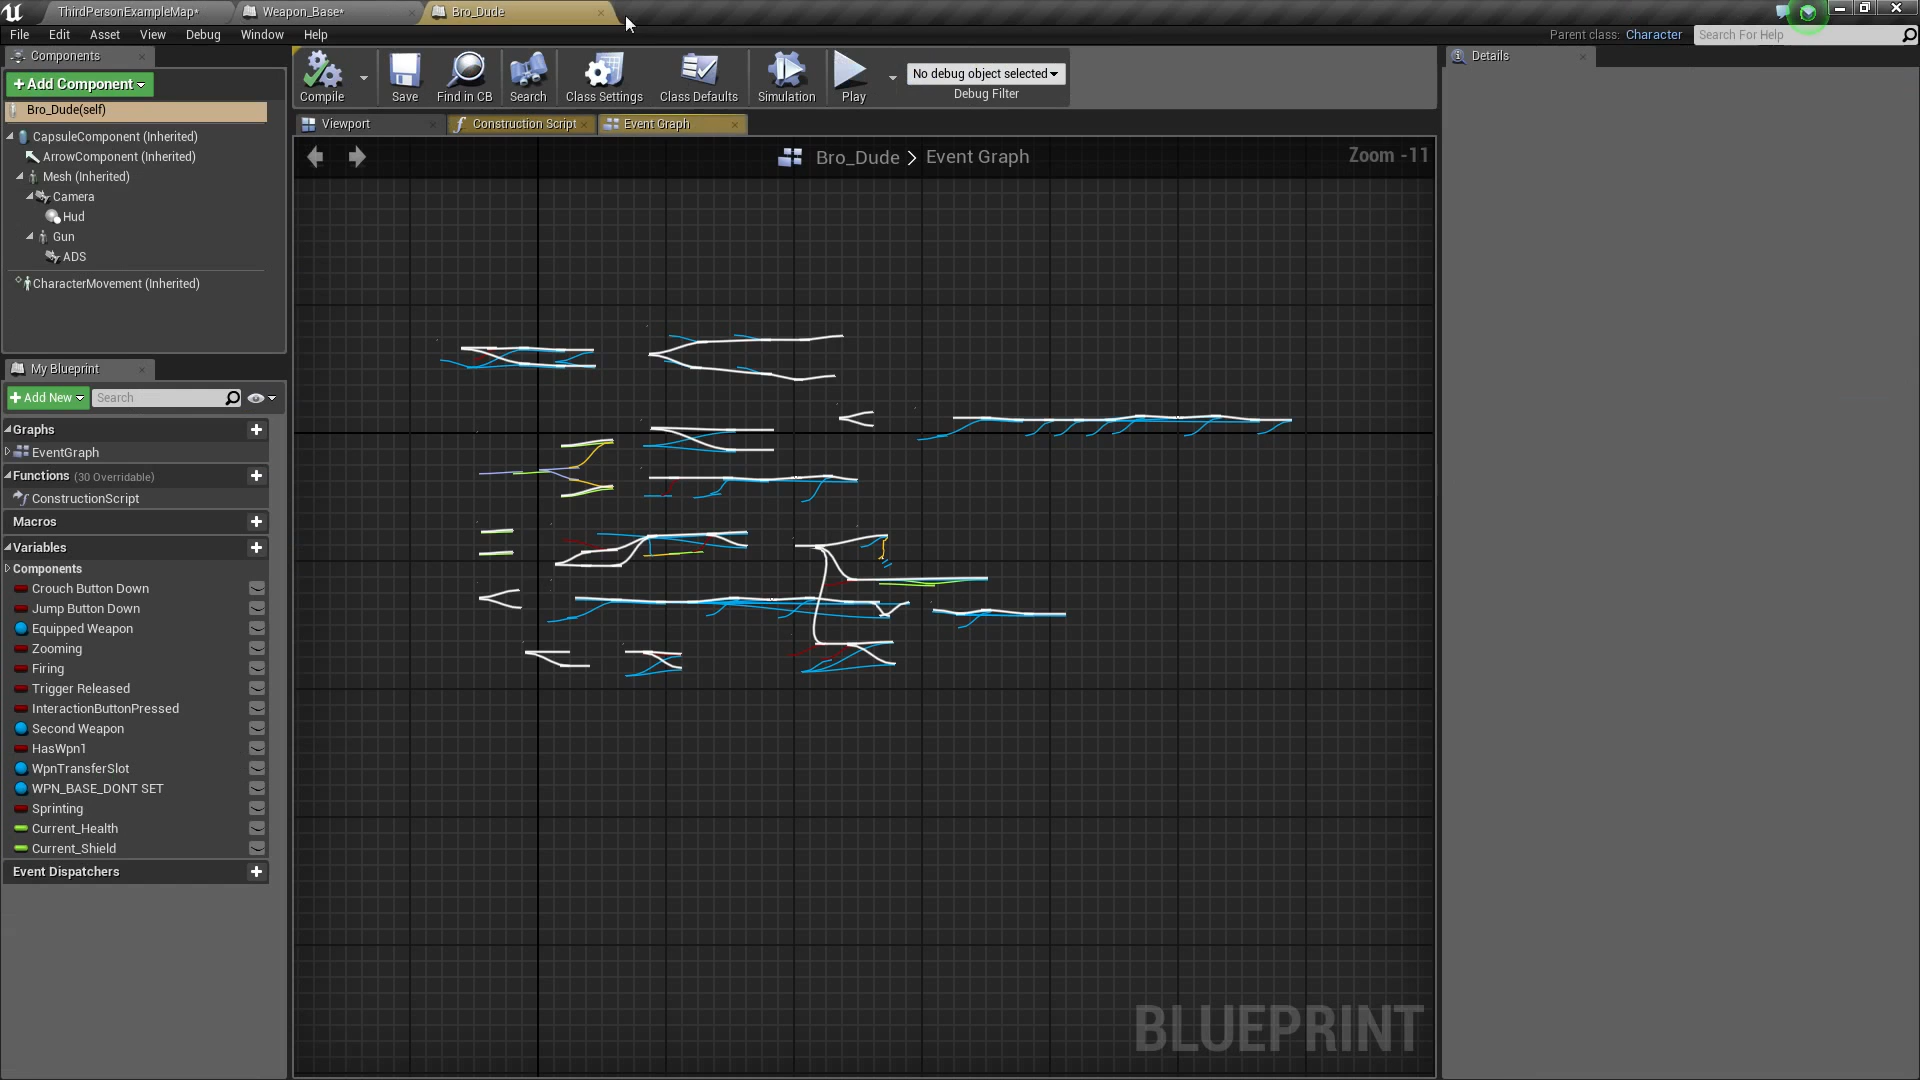 ThirdPersonExampleMap*
Weapon_Base*
Bro_Dude
File Edit Asset View Debug Window Help
Parent class: Character
Search For Help
Components
+ Add Component
Bro_Dude(self)
CapsuleComponent (Inherited)
ArrowComponent (Inherited)
Mesh (Inherited)
Camera
Hud
Gun
ADS
CharacterMovement (Inherited)
Compile
Save
Find in CB
Search
Class Settings
Class Defaults
Simulation
Play
No debug object selected
Debug Filter
Viewport
Construction Script
Event Graph
Bro_Dude > Event Graph
Zoom -11
Details
My Blueprint
+ Add New
Search
Graphs
EventGraph
Functions (30 Overridable)
ConstructionScript
Macros
Variables
Components
Crouch Button Down
Jump Button Down
Equipped Weapon
Zooming
Firing
Trigger Released
InteractionButtonPressed
Second Weapon
HasWpn1
WpnTransferSlot
WPN_BASE_DONT SET
Sprinting
Current_Health
Current_Shield
Event Dispatchers
BLUEPRINT